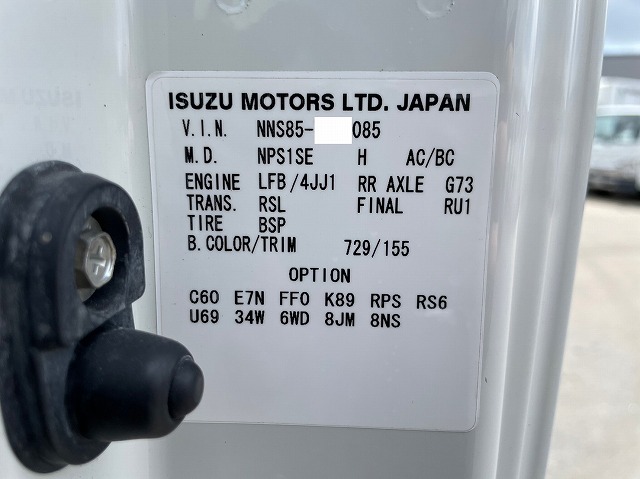 ISUZU MOTORS LTD. JAPAN
V.I.N. NNS85- 085
M.D. NPS1SE H AC/BC
ENGINE LFB/4JJ1 RR AXLE G73
TRANS. RSL FINAL RU1
TIRE BSP
B.COLOR/TRIM 729/155
OPTION
C60 E7N FF0 K89 RPS RS6
U69 34W 6WD 8JM 8NS